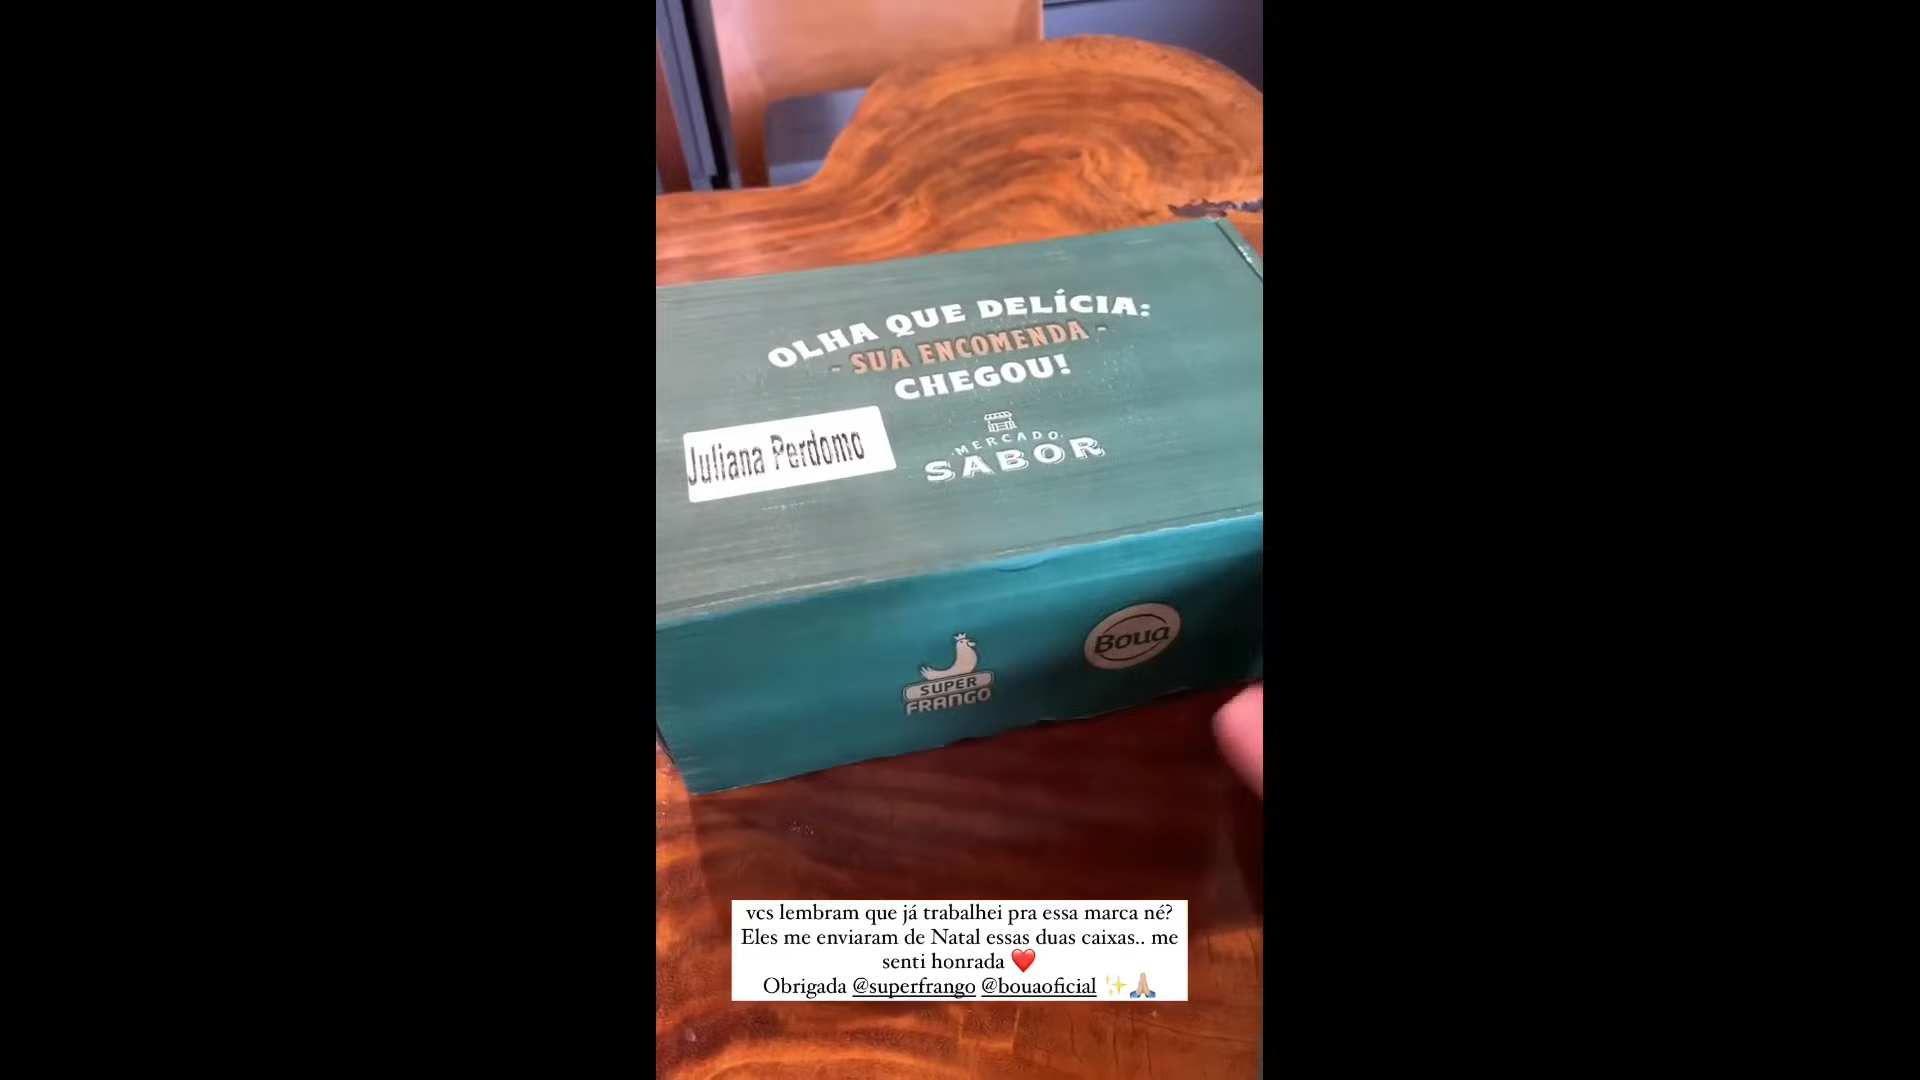 OLHA QUE DELÍCIA:
- SUA ENCOMENDA -
CHEGOU!
Juliana Perdomo
MERCADO
SABOR
SUPER
FRANGO
Boua
vcs lembram que já trabalhei pra essa marca né?
Eles me enviaram de Natal essas duas caixas.. me
senti honrada ❤️
Obrigada @superfrango @bouaoficial ✨🙏🏼